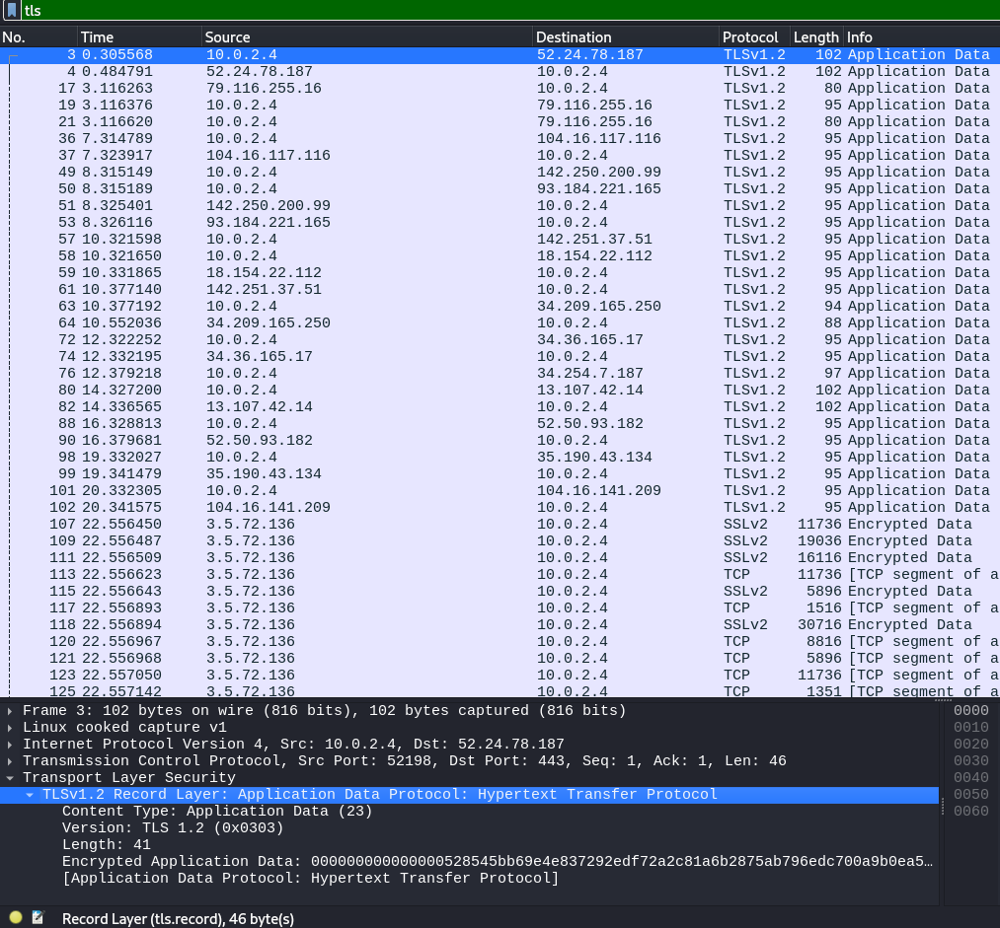 tls
No. Time Source Destination Protocol Length Info
3 0.305568 10.0.2.4 52.24.78.187 TLSv1.2 102 Application Data
4 0.484791 52.24.78.187 10.0.2.4 TLSv1.2 102 Application Data
17 3.116263 79.116.255.16 10.0.2.4 TLSv1.2 80 Application Data
19 3.116376 10.0.2.4 79.116.255.16 TLSv1.2 95 Application Data
21 3.116620 10.0.2.4 79.116.255.16 TLSv1.2 80 Application Data
36 7.314789 10.0.2.4 104.16.117.116 TLSv1.2 95 Application Data
37 7.323917 104.16.117.116 10.0.2.4 TLSv1.2 95 Application Data
49 8.315149 10.0.2.4 142.250.200.99 TLSv1.2 95 Application Data
50 8.315189 10.0.2.4 93.184.221.165 TLSv1.2 95 Application Data
51 8.325401 142.250.200.99 10.0.2.4 TLSv1.2 95 Application Data
53 8.326116 93.184.221.165 10.0.2.4 TLSv1.2 95 Application Data
57 10.321598 10.0.2.4 142.251.37.51 TLSv1.2 95 Application Data
58 10.321650 10.0.2.4 18.154.22.112 TLSv1.2 95 Application Data
59 10.331865 18.154.22.112 10.0.2.4 TLSv1.2 95 Application Data
61 10.377140 142.251.37.51 10.0.2.4 TLSv1.2 95 Application Data
63 10.377192 10.0.2.4 34.209.165.250 TLSv1.2 94 Application Data
64 10.552036 34.209.165.250 10.0.2.4 TLSv1.2 88 Application Data
72 12.322252 10.0.2.4 34.36.165.17 TLSv1.2 95 Application Data
74 12.332195 34.36.165.17 10.0.2.4 TLSv1.2 95 Application Data
76 12.379218 10.0.2.4 34.254.7.187 TLSv1.2 97 Application Data
80 14.327200 10.0.2.4 13.107.42.14 TLSv1.2 102 Application Data
82 14.336565 13.107.42.14 10.0.2.4 TLSv1.2 102 Application Data
88 16.328813 10.0.2.4 52.50.93.182 TLSv1.2 95 Application Data
90 16.379681 52.50.93.182 10.0.2.4 TLSv1.2 95 Application Data
98 19.332027 10.0.2.4 35.190.43.134 TLSv1.2 95 Application Data
99 19.341479 35.190.43.134 10.0.2.4 TLSv1.2 95 Application Data
101 20.332305 10.0.2.4 104.16.141.209 TLSv1.2 95 Application Data
102 20.341575 104.16.141.209 10.0.2.4 TLSv1.2 95 Application Data
107 22.556450 3.5.72.136 10.0.2.4 SSLv2 11736 Encrypted Data
109 22.556487 3.5.72.136 10.0.2.4 SSLv2 19036 Encrypted Data
111 22.556509 3.5.72.136 10.0.2.4 SSLv2 16116 Encrypted Data
113 22.556623 3.5.72.136 10.0.2.4 TCP 11736 [TCP segment of a
115 22.556643 3.5.72.136 10.0.2.4 SSLv2 5896 Encrypted Data
117 22.556893 3.5.72.136 10.0.2.4 TCP 1516 [TCP segment of a
118 22.556894 3.5.72.136 10.0.2.4 SSLv2 30716 Encrypted Data
120 22.556967 3.5.72.136 10.0.2.4 TCP 8816 [TCP segment of a
121 22.556968 3.5.72.136 10.0.2.4 TCP 5896 [TCP segment of a
123 22.557050 3.5.72.136 10.0.2.4 TCP 11736 [TCP segment of a
125 22.557142 3.5.72.136 10.0.2.4 TCP 1351 [TCP segment of a
Frame 3: 102 bytes on wire (816 bits), 102 bytes captured (816 bits)
Linux cooked capture v1
Internet Protocol Version 4, Src: 10.0.2.4, Dst: 52.24.78.187
Transmission Control Protocol, Src Port: 52198, Dst Port: 443, Seq: 1, Ack: 1, Len: 46
Transport Layer Security
TLSv1.2 Record Layer: Application Data Protocol: Hypertext Transfer Protocol
Content Type: Application Data (23)
Version: TLS 1.2 (0x0303)
Length: 41
Encrypted Application Data: 000000000000000528545bb69e4e837292edf72a2c81a6b2875ab796edc700a9b0ea5…
[Application Data Protocol: Hypertext Transfer Protocol]
0000
0010
0020
0030
0040
0050
0060
Record Layer (tls.record), 46 byte(s)